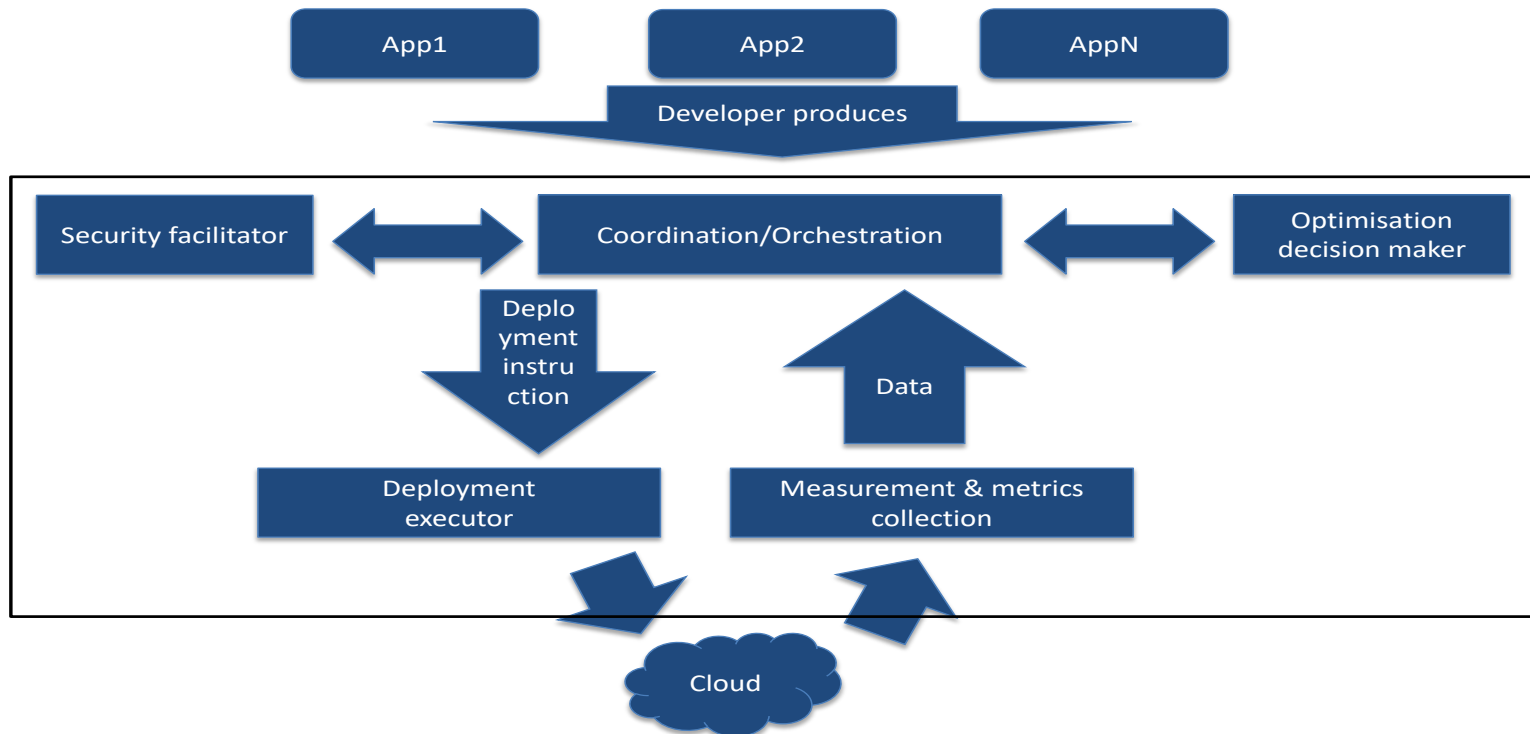 App1
App2
AppN
Developer produces
Security facilitator
Coordination/Orchestration
Optimisation
decision maker
Deplo
yment
instru
ction
Data
Deployment
executor
Measurement & metrics
collection
Cloud